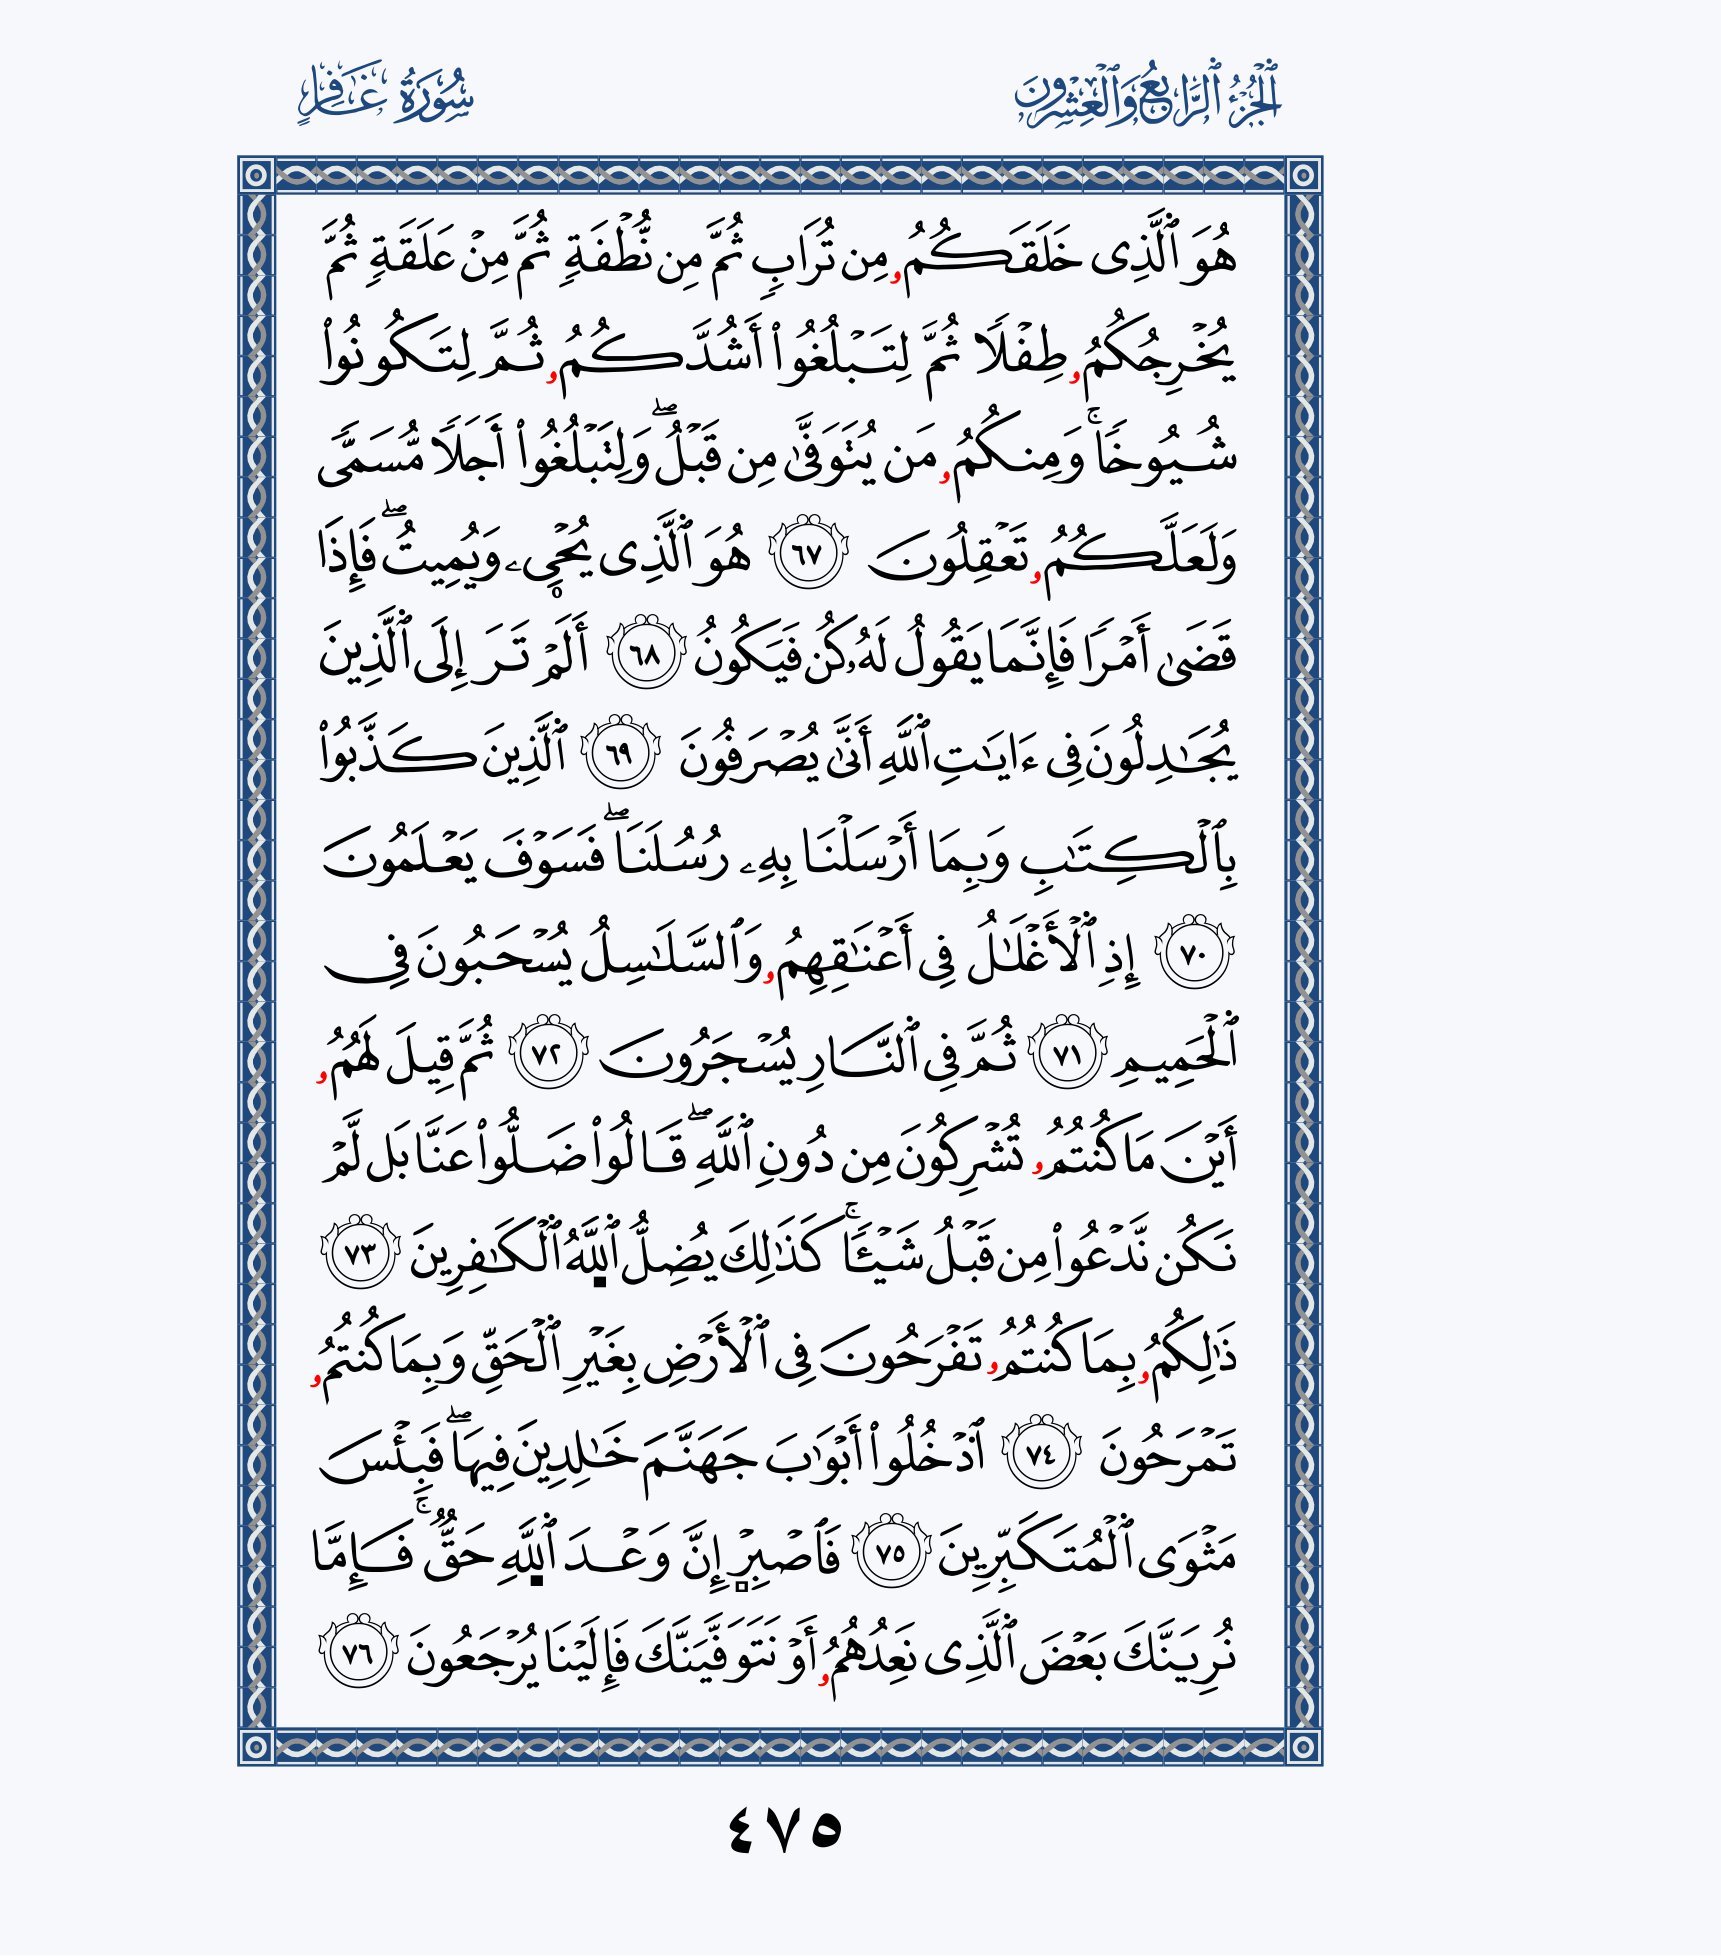 ٱلْجُزْءُ ٱلرَّابِعُ وَٱلْعِشْرُونَ
سُورَةُ غَافِرٍ
هُوَ ٱلَّذِى خَلَقَكُمُۥ مِن تُرَابٍ ثُمَّ مِن نُّطْفَةٍ ثُمَّ مِنْ عَلَقَةٍ ثُمَّ
يُخْرِجُكُمُۥ طِفْلًا ثُمَّ لِتَبْلُغُوٓا۟ أَشُدَّكُمُۥ ثُمَّ لِتَكُونُوا۟
شُيُوخًاۚ وَمِنكُمُۥ مَن يُتَوَفَّىٰ مِن قَبْلُۖ وَلِتَبْلُغُوا۟ أَجَلًا مُّسَمًّى
وَلَعَلَّكُمُۥ تَعْقِلُونَ ٦٧ هُوَ ٱلَّذِى يُحْىِۦ وَيُمِيتُۖ فَإِذَا
قَضَىٰ أَمْرًا فَإِنَّمَا يَقُولُ لَهُۥ كُن فَيَكُونُ ٦٨ أَلَمْ تَرَ إِلَى ٱلَّذِينَ
يُجَـٰدِلُونَ فِى ءَايَـٰتِ ٱللَّهِ أَنَّىٰ يُصْرَفُونَ ٦٩ ٱلَّذِينَ كَذَّبُوا۟
بِٱلْكِتَـٰبِ وَبِمَا أَرْسَلْنَا بِهِۦ رُسُلَنَاۖ فَسَوْفَ يَعْلَمُونَ
٧٠ إِذِ ٱلْأَغْلَـٰلُ فِى أَعْنَـٰقِهِمُۥ وَٱلسَّلَـٰسِلُ يُسْحَبُونَ فِى
ٱلْحَمِيمِ ٧١ ثُمَّ فِى ٱلنَّارِ يُسْجَرُونَ ٧٢ ثُمَّ قِيلَ لَهُمُۥ
أَيْنَ مَا كُنتُمُۥ تُشْرِكُونَ مِن دُونِ ٱللَّهِۖ قَالُوا۟ ضَلُّوا۟ عَنَّا بَل لَّمْ
نَكُن نَّدْعُوا۟ مِن قَبْلُ شَيْـًٔاۚ كَذَٰلِكَ يُضِلُّ ٱللَّهُ ٱلْكَـٰفِرِينَ ٧٣
ذَٰلِكُمُۥ بِمَا كُنتُمُۥ تَفْرَحُونَ فِى ٱلْأَرْضِ بِغَيْرِ ٱلْحَقِّ وَبِمَا كُنتُمُۥ
تَمْرَحُونَ ٧٤ ٱدْخُلُوا۟ أَبْوَٰبَ جَهَنَّمَ خَـٰلِدِينَ فِيهَاۖ فَبِئْسَ
مَثْوَى ٱلْمُتَكَبِّرِينَ ٧٥ فَٱصْبِرْ إِنَّ وَعْدَ ٱللَّهِ حَقٌّۚ فَإِمَّا
نُرِيَنَّكَ بَعْضَ ٱلَّذِى نَعِدُهُمُۥ أَوْ نَتَوَفَّيَنَّكَ فَإِلَيْنَا يُرْجَعُونَ ٧٦
٤٧٥